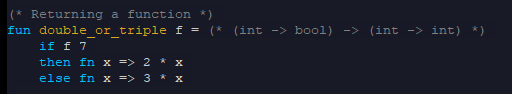 (* Returning a function *)
fun double_or_triple f = (* (int -> bool) -> (int -> int) *)
    if f 7
    then fn x => 2 * x
    else fn x => 3 * x